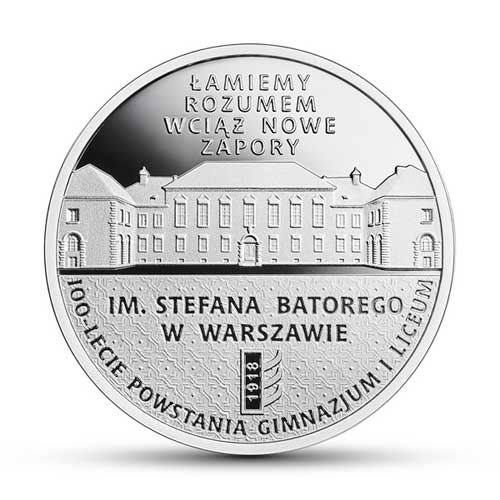 ŁAMIEMY
ROZUMEM
WCIĄŻ NOWE
ZAPORY
IM. STEFANA BATOREGO
W WARSZAWIE
1918
100-LECIE POWSTANIA GIMNAZJUM I LICEUM